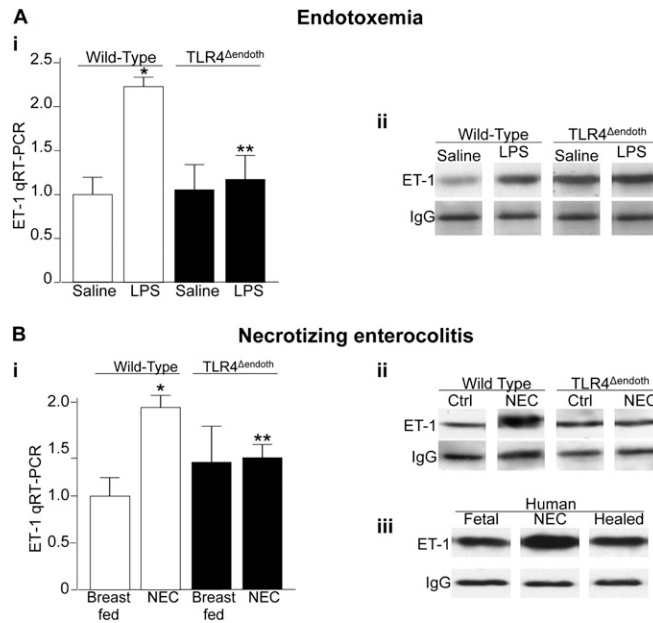 A Endotoxemia
i
Wild-Type TLR4Δendoth
ET-1 qRT-PCR
2.5
2.0
1.0
0.5
0
* **
Saline LPS Saline LPS
ii
Wild-Type TLR4Δendoth
Saline LPS Saline LPS
ET-1
IgG
B Necrotizing enterocolitis
i
Wild-Type TLR4Δendoth
ET-1 qRT-PCR
2.0
1.5
1.0
0.5
0
* **
Breast fed NEC Breast fed NEC
ii
Wild Type TLR4Δendoth
Ctrl NEC Ctrl NEC
ET-1
IgG
iii
Human
Fetal NEC Healed
ET-1
IgG